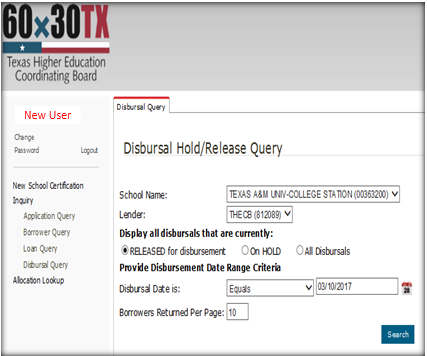 60x30TX
Texas Higher Education
Coordinating Board
New User
Change
Password Logout
New School Certification
Inquiry
Application Query
Borrower Query
Loan Query
Disbursal Query
Allocation Lookup
Disbursal Query
Disbursal Hold/Release Query
School Name: TEXAS A&M UNIV-COLLEGE STATION (00363200)
Lender: THECB (812089)
Display all disbursals that are currently:
RELEASED for disbursement On HOLD All Disbursals
Provide Disbursement Date Range Criteria
Disbursal Date is: Equals 03/10/2017
Borrowers Returned Per Page: 10
Search